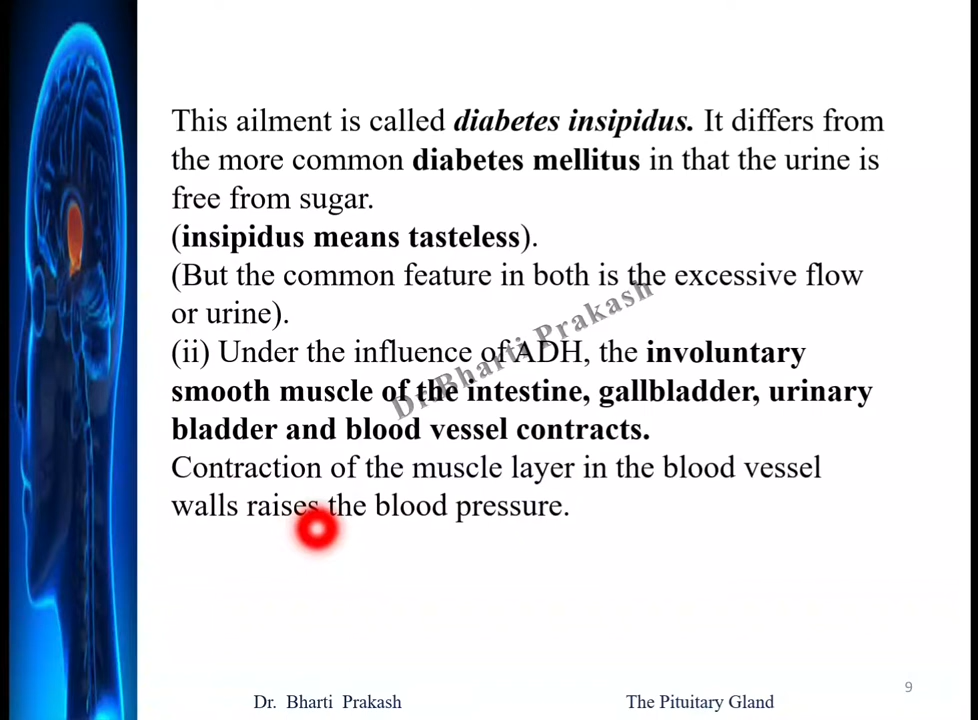 This ailment is called diabetes insipidus. It differs from
the more common diabetes mellitus in that the urine is
free from sugar.
(insipidus means tasteless).
(But the common feature in both is the excessive flow
or urine).
(ii) Under the influence of ADH, the involuntary
smooth muscle of the intestine, gallbladder, urinary
bladder and blood vessel contracts.
Contraction of the muscle layer in the blood vessel
walls raises the blood pressure.
Dr. Bharti Prakash
Dr. Bharti Prakash
The Pituitary Gland
9